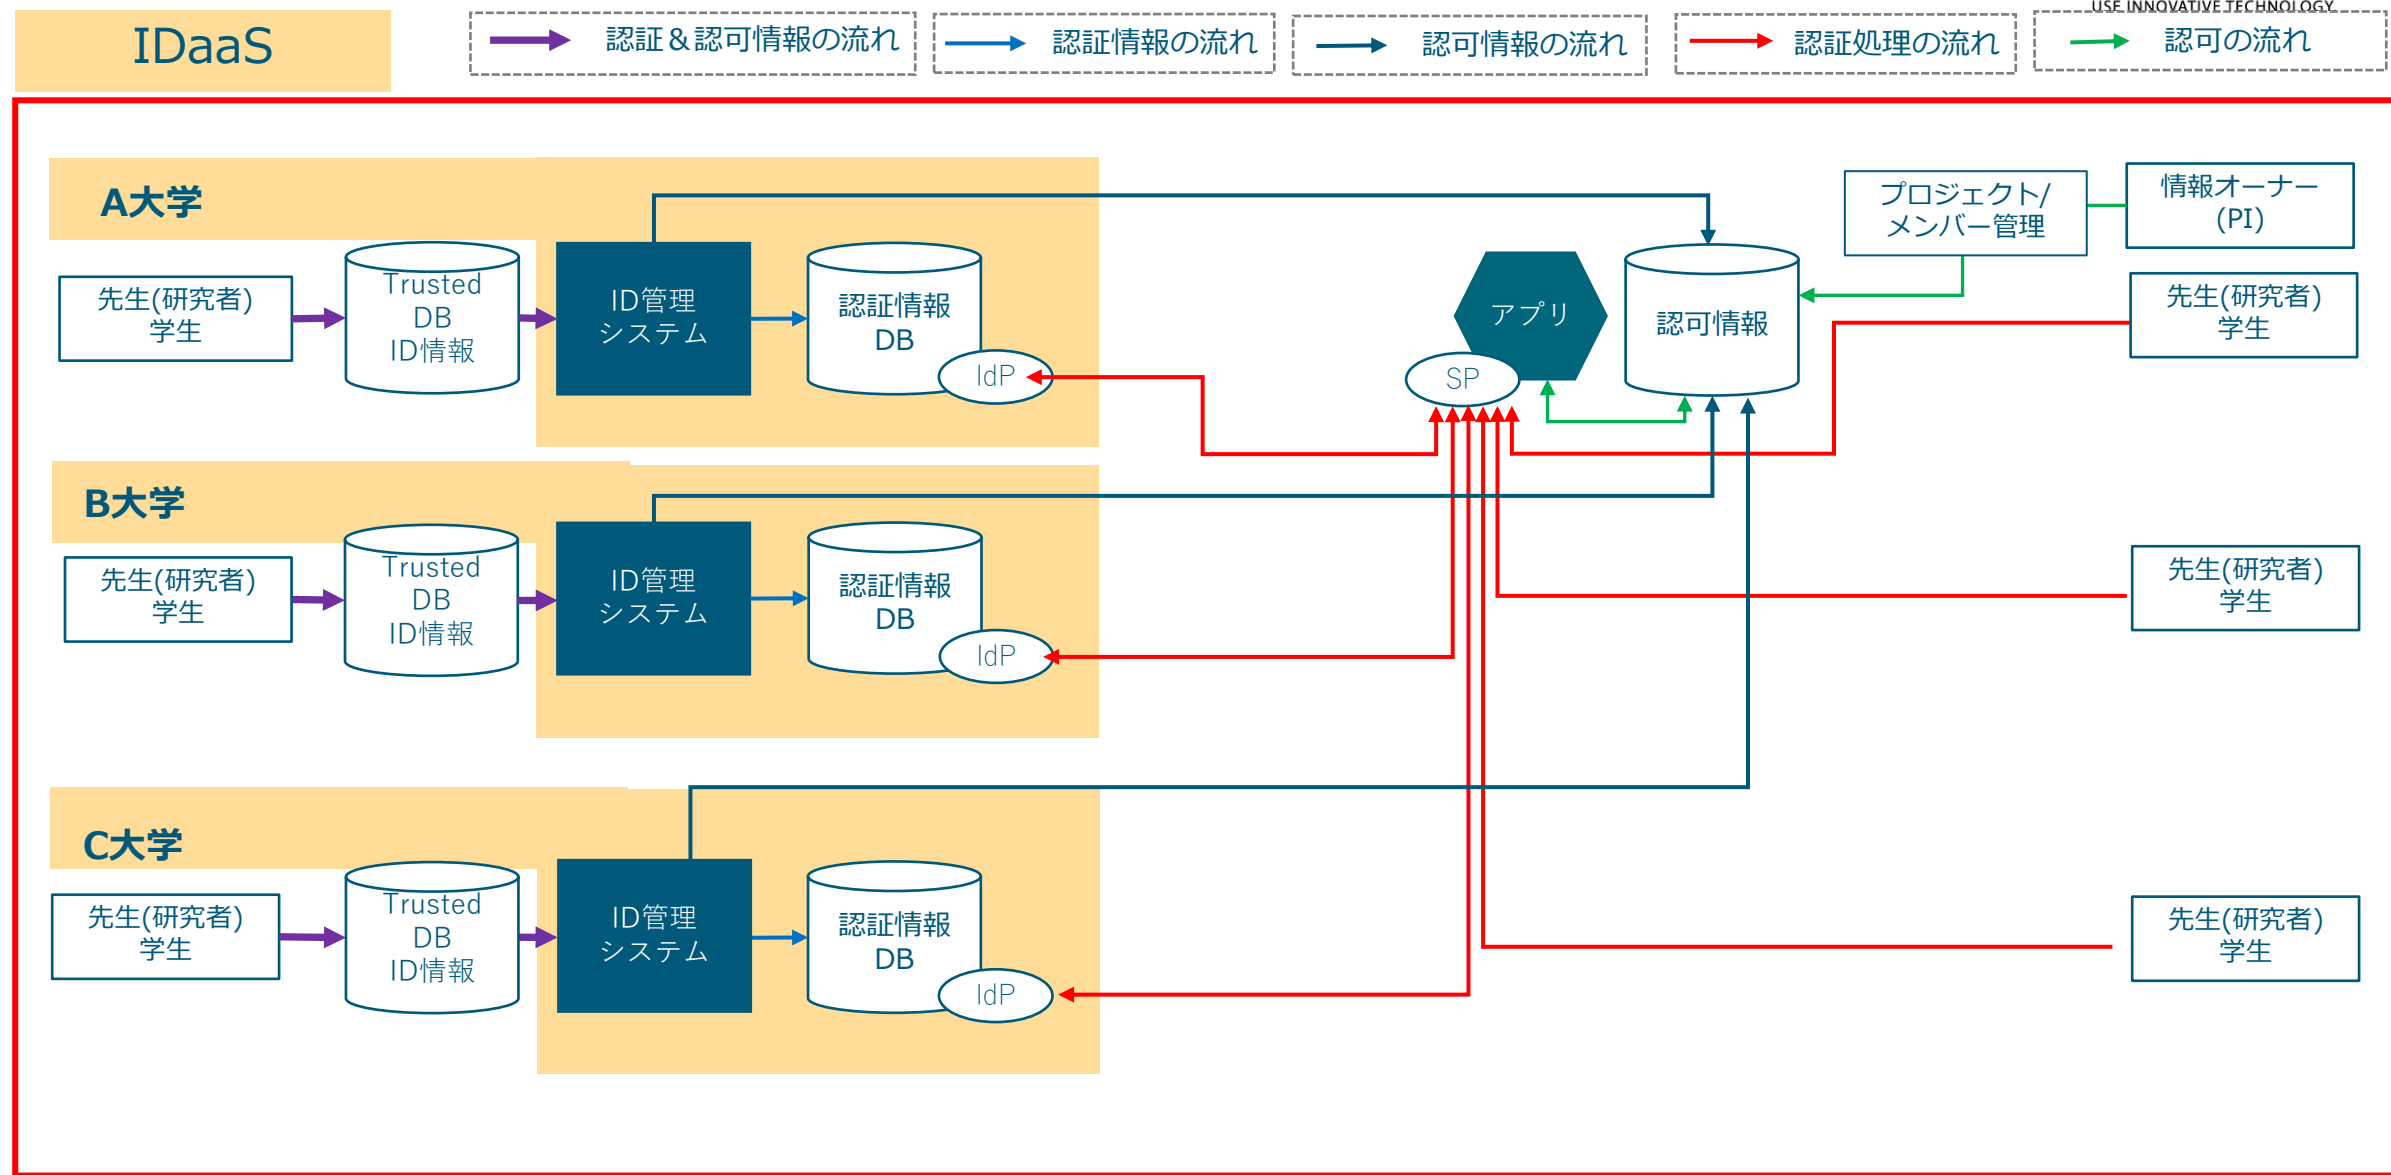 USE INNOVATIVE TECHNOLOGY
IDaaS
認証＆認可情報の流れ
認証情報の流れ
認可情報の流れ
認証処理の流れ
認可の流れ
A大学
先生(研究者)
学生
Trusted
DB
ID情報
ID管理
システム
認証情報
DB
IdP
アプリ
SP
認可情報
プロジェクト/
メンバー管理
情報オーナー
(PI)
先生(研究者)
学生
B大学
先生(研究者)
学生
Trusted
DB
ID情報
ID管理
システム
認証情報
DB
IdP
先生(研究者)
学生
C大学
先生(研究者)
学生
Trusted
DB
ID情報
ID管理
システム
認証情報
DB
IdP
先生(研究者)
学生